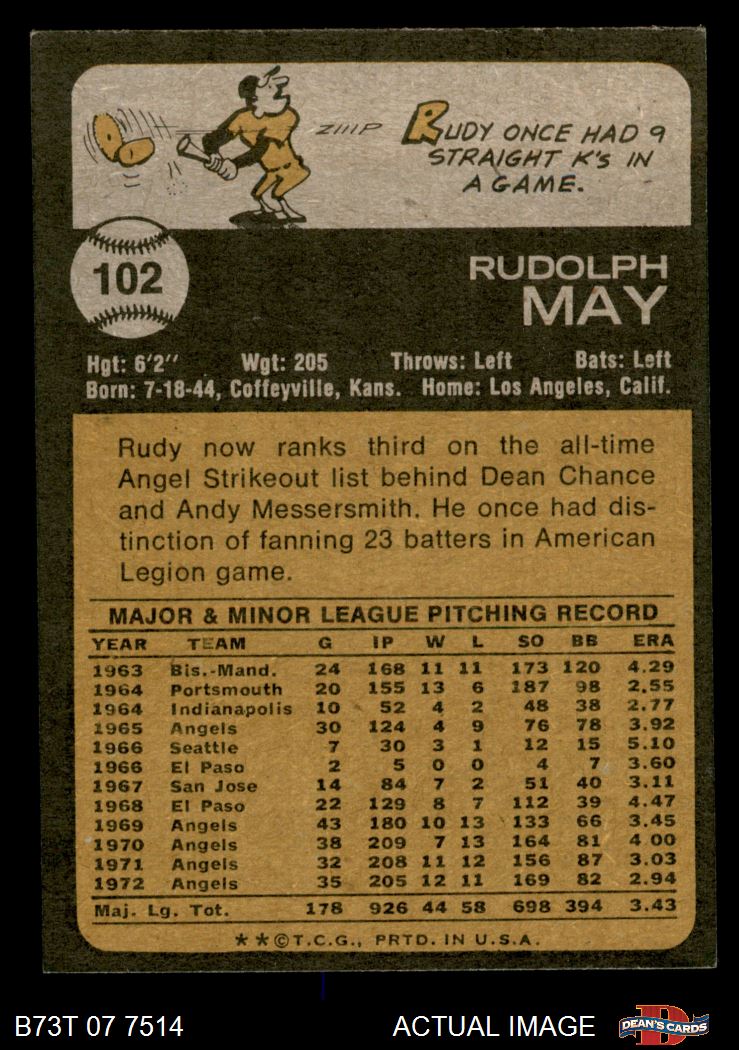 ZIIIP
RUDY ONCE HAD 9
STRAIGHT K'S IN
A GAME.
102
RUDOLPH
MAY
Hgt: 6'2" Wgt: 205 Throws: Left Bats: Left
Born: 7-18-44, Coffeyville, Kans. Home: Los Angeles, Calif.
Rudy now ranks third on the all-time
Angel Strikeout list behind Dean Chance
and Andy Messersmith. He once had dis-
tinction of fanning 23 batters in American
Legion game.
MAJOR & MINOR LEAGUE PITCHING RECORD
YEAR TEAM G IP W L SO BB ERA
1963 Bis.-Mand. 24 168 11 11 173 120 4.29
1964 Portsmouth 20 155 13 6 187 98 2.55
1964 Indianapolis 10 52 4 2 48 38 2.77
1965 Angels 30 124 4 9 76 78 3.92
1966 Seattle 7 30 3 1 12 15 5.10
1966 El Paso 2 5 0 0 4 7 3.60
1967 San Jose 14 84 7 2 51 40 3.11
1968 El Paso 22 129 8 7 112 39 4.47
1969 Angels 43 180 10 13 133 66 3.45
1970 Angels 38 209 7 13 164 81 4 00
1971 Angels 32 208 11 12 156 87 3.03
1972 Angels 35 205 12 11 169 82 2.94
Maj. Lg. Tot. 178 926 44 58 698 394 3.43
**©T.C.G., PRTD. IN U.S.A.
B73T 07 7514 ACTUAL IMAGE D DEAN'S CARDS